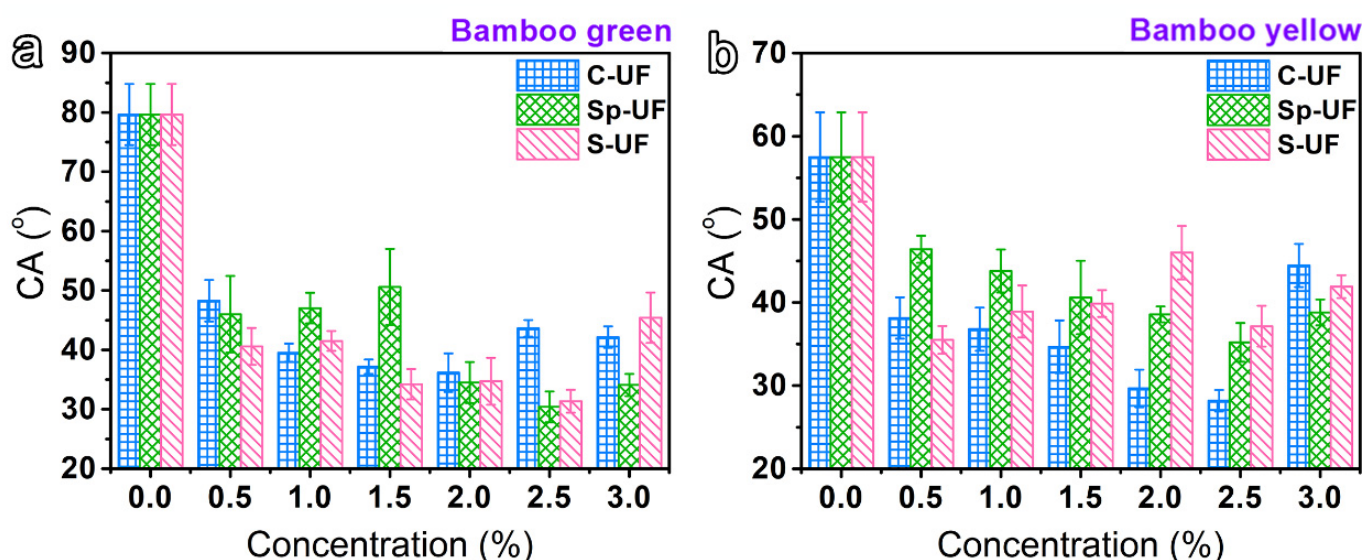 a
Bamboo green
C-UF
Sp-UF
S-UF
90
80
70
60
50
40
30
20
CA (°)
0.0 0.5 1.0 1.5 2.0 2.5 3.0
Concentration (%)
b
Bamboo yellow
C-UF
Sp-UF
S-UF
70
60
50
40
30
20
CA (°)
0.0 0.5 1.0 1.5 2.0 2.5 3.0
Concentration (%)